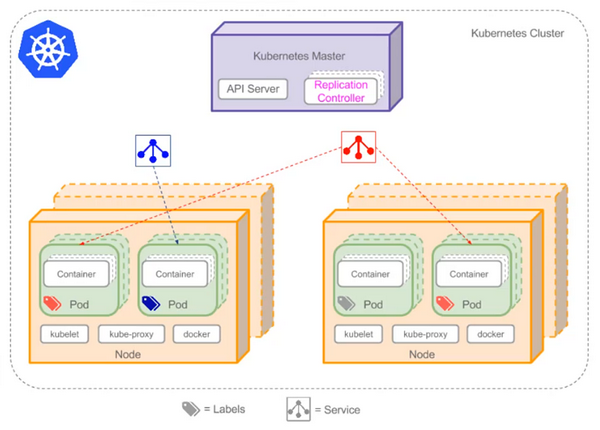 Kubernetes Cluster
Kubernetes Master
API Server
Replication
Controller
Container
Container
Pod
Pod
kubelet
kube-proxy
docker
Node
Container
Container
Pod
Pod
kubelet
kube-proxy
docker
Node
= Labels
= Service